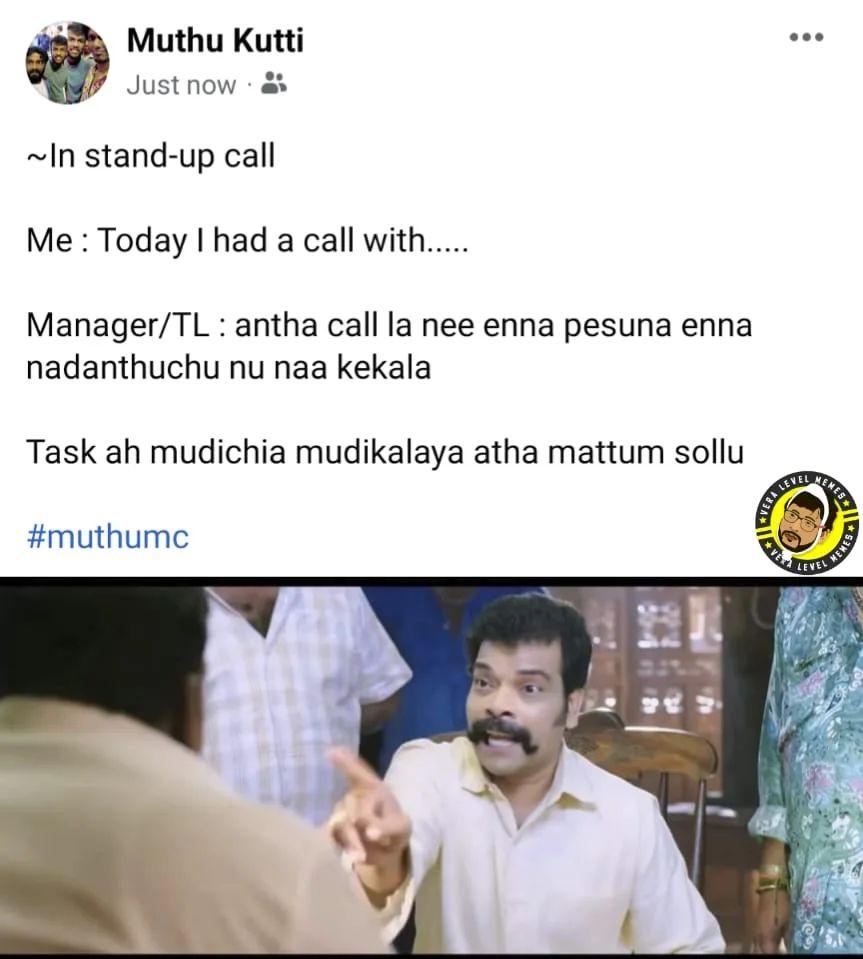 Muthu Kutti
Just now ·
~In stand-up call
Me : Today I had a call with.....
Manager/TL : antha call la nee enna pesuna enna
nadanthuchu nu naa kekala
Task ah mudichia mudikalaya atha mattum sollu
#muthumc
VERA LEVEL MEMES
VERA LEVEL MEMES